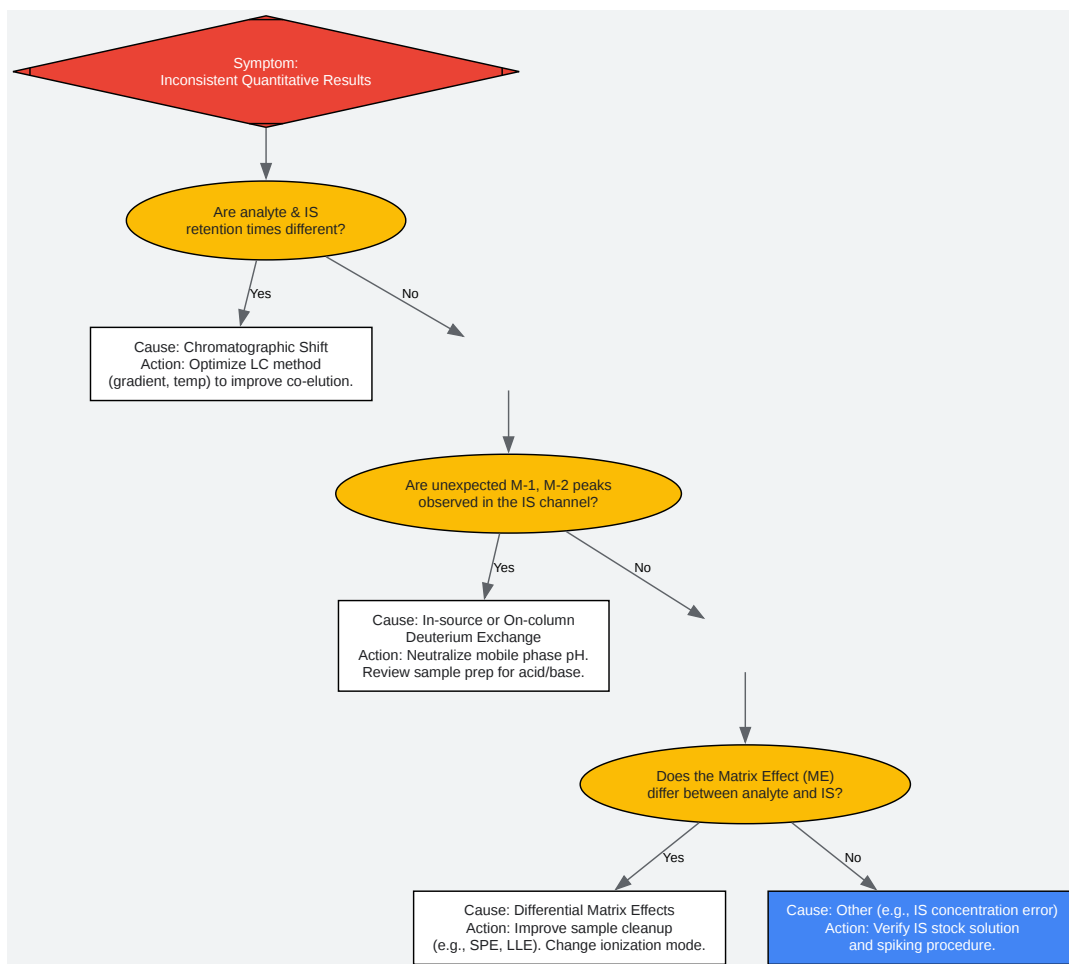 Symptom:
Inconsistent Quantitative Results
Are analyte & IS
retention times different?
Yes
No
Cause: Chromatographic Shift
Action: Optimize LC method
(gradient, temp) to improve co-elution.
Are unexpected M-1, M-2 peaks
observed in the IS channel?
Yes
No
Cause: In-source or On-column
Deuterium Exchange
Action: Neutralize mobile phase pH.
Review sample prep for acid/base.
Does the Matrix Effect (ME)
differ between analyte and IS?
Yes
No
Cause: Differential Matrix Effects
Action: Improve sample cleanup
(e.g., SPE, LLE). Change ionization mode.
Cause: Other (e.g., IS concentration error)
Action: Verify IS stock solution
and spiking procedure.